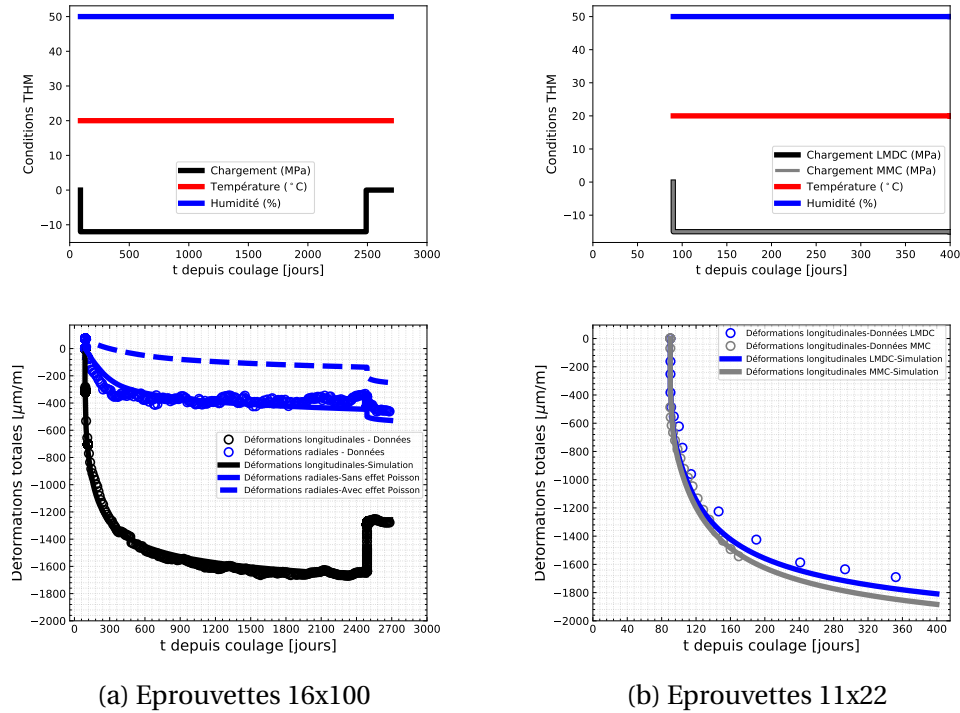 50
40
30
20
10
0
−10
Conditions THM
Chargement (MPa)
Température (°C)
Humidité (%)
0 500 1000 1500 2000 2500 3000
t depuis coulage [jours]
50
40
30
20
10
0
−10
Conditions THM
Chargement LMDC (MPa)
Chargement MMC (MPa)
Température (°C)
Humidité (%)
0 50 100 150 200 250 300 350 400
t depuis coulage [jours]
0
−200
−400
−600
−800
−1000
−1200
−1400
−1600
−1800
−2000
Déformations totales [μm/m]
Déformations longitudinales - Données
Déformations radiales - Données
Déformations longitudinales-Simulation
Déformations radiales-Sans effet Poisson
Déformations radiales-Avec effet Poisson
0 300 600 900 1200 1500 1800 2100 2400 2700 3000
t depuis coulage [jours]
0
−200
−400
−600
−800
−1000
−1200
−1400
−1600
−1800
−2000
Déformations totales [μm/m]
Déformations longitudinales-Données LMDC
Déformations longitudinales-Données MMC
Déformations longitudinales LMDC-Simulation
Déformations longitudinales MMC-Simulation
0 40 80 120 160 200 240 280 320 360 400
t depuis coulage [jours]
(a) Eprouvettes 16x100
(b) Eprouvettes 11x22